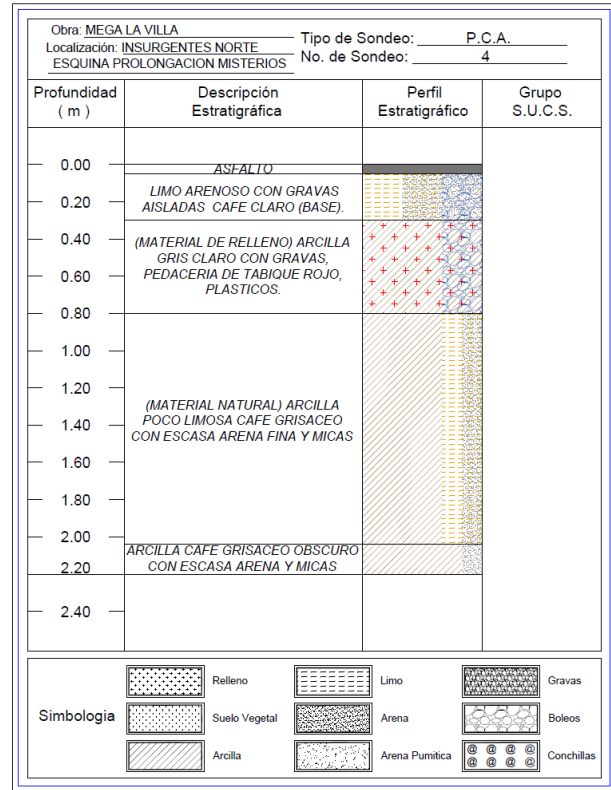 Obra: MEGA LA VILLA
Localización: INSURGENTES NORTE
ESQUINA PROLONGACION MISTERIOS
Tipo de Sondeo: P.C.A.
No. de Sondeo: 4
Profundidad
( m )
Descripción
Estratigráfica
Perfil
Estratigráfico
Grupo
S.U.C.S.
0.00
ASFALTO
0.20
LIMO ARENOSO CON GRAVAS
AISLADAS CAFE CLARO (BASE).
0.40
0.60
(MATERIAL DE RELLENO) ARCILLA
GRIS CLARO CON GRAVAS,
PEDACERIA DE TABIQUE ROJO,
PLASTICOS.
0.80
1.00
1.20
1.40
1.60
1.80
(MATERIAL NATURAL) ARCILLA
POCO LIMOSA CAFE GRISACEO
CON ESCASA ARENA FINA Y MICAS
2.00
2.20
ARCILLA CAFE GRISACEO OBSCURO
CON ESCASA ARENA Y MICAS
2.40
Simbologia
Relleno
Limo
Gravas
Suelo Vegetal
Arena
Boleos
Arcilla
Arena Pumitica
@ @ @ @
@ @ @ @
Conchillas